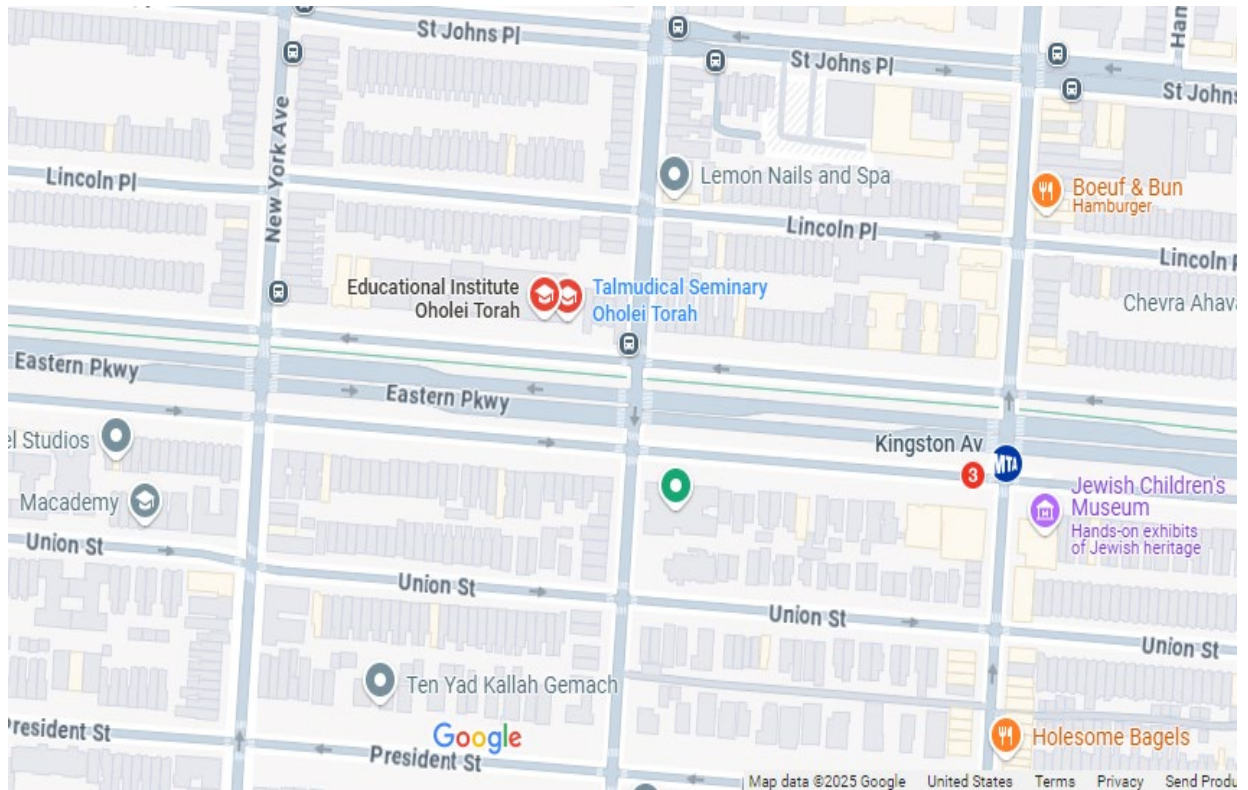 St Johns Pl
St Johns Pl
St Johns
New York Ave
Lincoln Pl
Lemon Nails and Spa
Boeuf & Bun
Hamburger
Lincoln Pl
Lincoln P
Educational Institute
Oholei Torah
Talmudical Seminary
Oholei Torah
Chevra Ahava
Eastern Pkwy
Eastern Pkwy
el Studios
Kingston Av
3
MTA
Macademy
Jewish Children's
Museum
Hands-on exhibits
of Jewish heritage
Union St
Union St
Union St
Union St
Ten Yad Kallah Gemach
President St
Google
President St
Holesome Bagels
Map data ©2025 Google United States Terms Privacy Send Produ